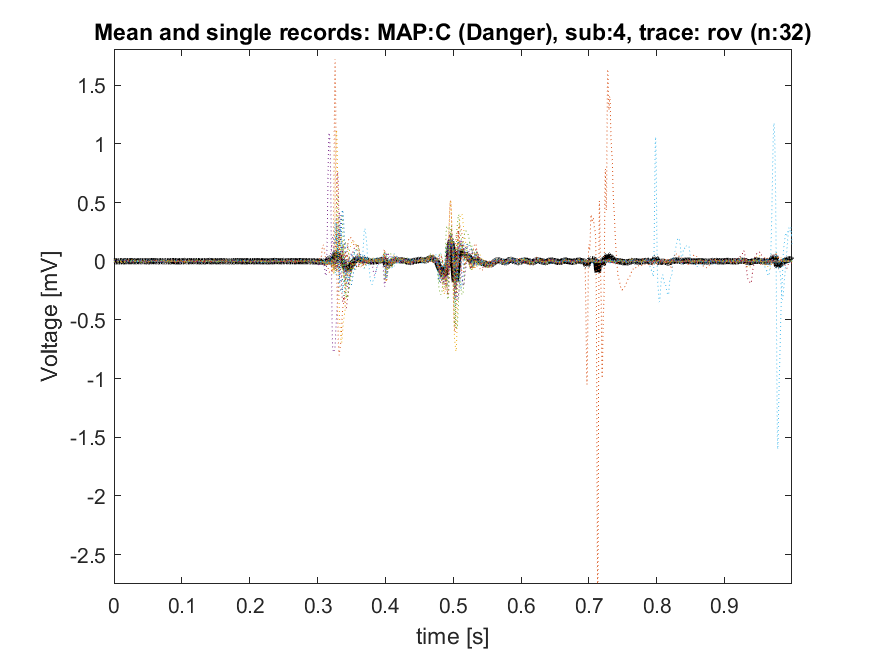 Mean and single records: MAP:C (Danger), sub:4, trace: rov (n:32)
1.5
1
0.5
0
-0.5
-1
-1.5
-2
-2.5
Voltage [mV]
0 0.1 0.2 0.3 0.4 0.5 0.6 0.7 0.8 0.9
time [s]